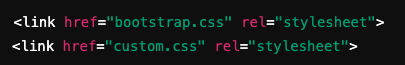 <link href="bootstrap.css" rel="stylesheet">
<link href="custom.css" rel="stylesheet">